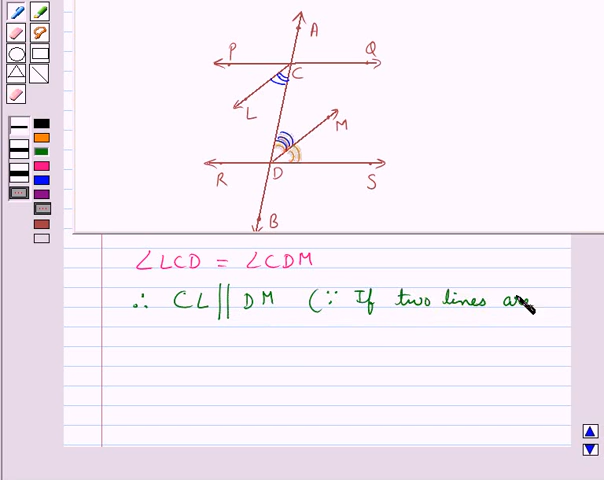 A
P
Q
C
L
M
R
D
S
B
∠LCD = ∠CDM
∴ CL || DM (∵ If two lines are